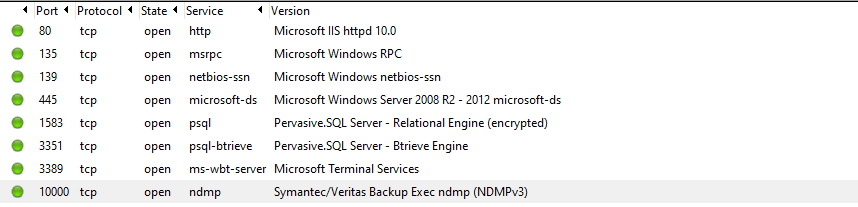 Port Protocol State Service Version
80 tcp open http Microsoft IIS httpd 10.0
135 tcp open msrpc Microsoft Windows RPC
139 tcp open netbios-ssn Microsoft Windows netbios-ssn
445 tcp open microsoft-ds Microsoft Windows Server 2008 R2 - 2012 microsoft-ds
1583 tcp open psql Pervasive.SQL Server - Relational Engine (encrypted)
3351 tcp open psql-btrieve Pervasive.SQL Server - Btrieve Engine
3389 tcp open ms-wbt-server Microsoft Terminal Services
10000 tcp open ndmp Symantec/Veritas Backup Exec ndmp (NDMPv3)